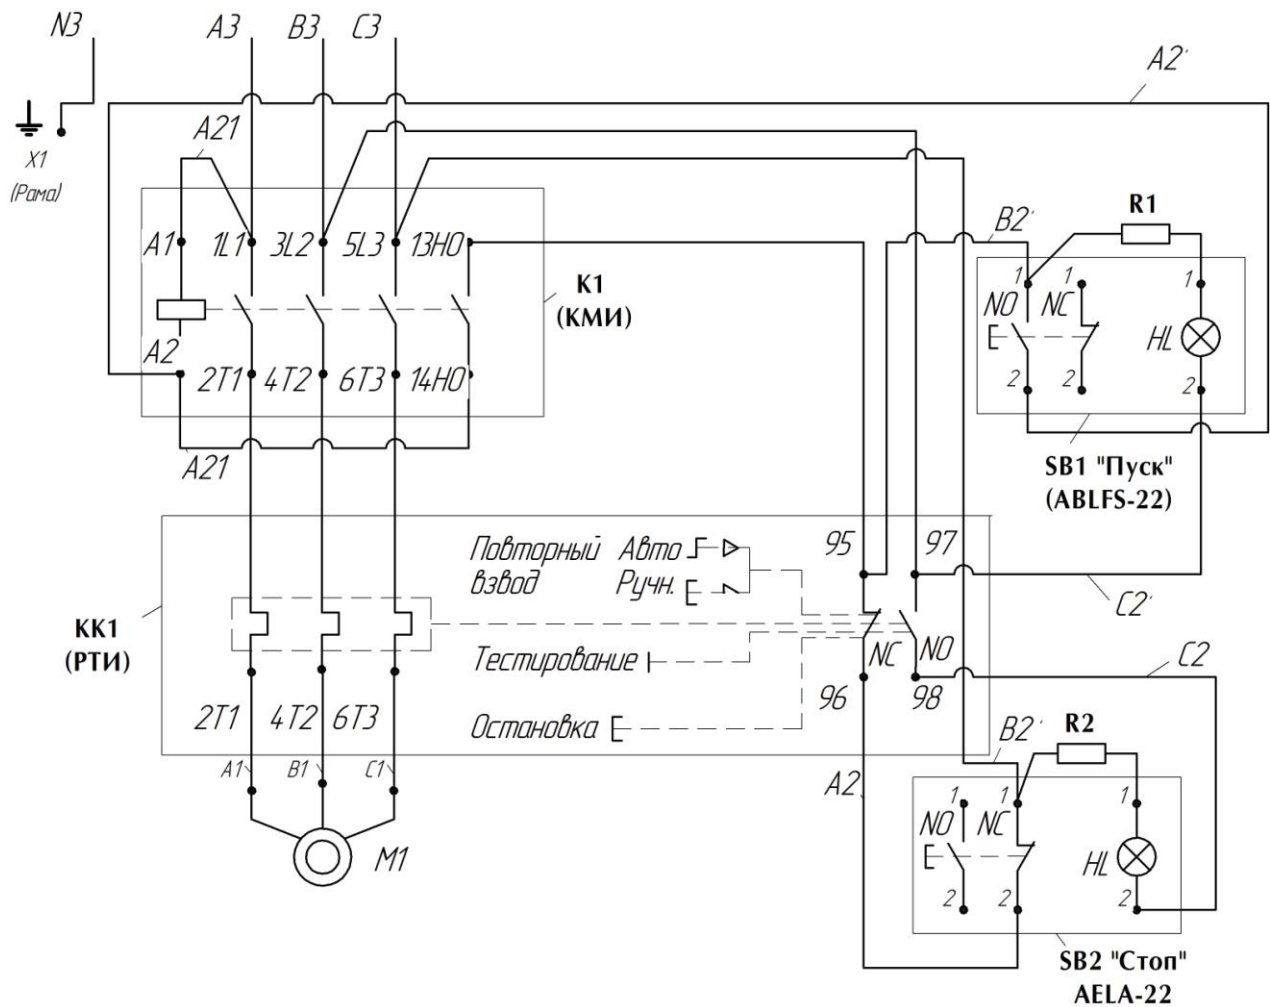 N3
A3
B3
C3
A2'
A21
X1
(Рама)
R1
B2'
A1
1L1
3L2
5L3
13НО
K1
(КМИ)
1
1
1
NO
NC
HL
A2
2T1
4T2
6T3
14НО
2
2
2
A21
SB1 "Пуск"
(ABLFS-22)
Повторный
взвод
Авто
Ручн.
95
97
C2'
KK1
(РТИ)
Тестирование
NC
NO
C2
96
98
2T1
4T2
6T3
Остановка
B2'
R2
A1
B1
C1
A2
1
1
1
NO
NC
HL
M1
2
2
2
SB2 "Стоп"
AELA-22